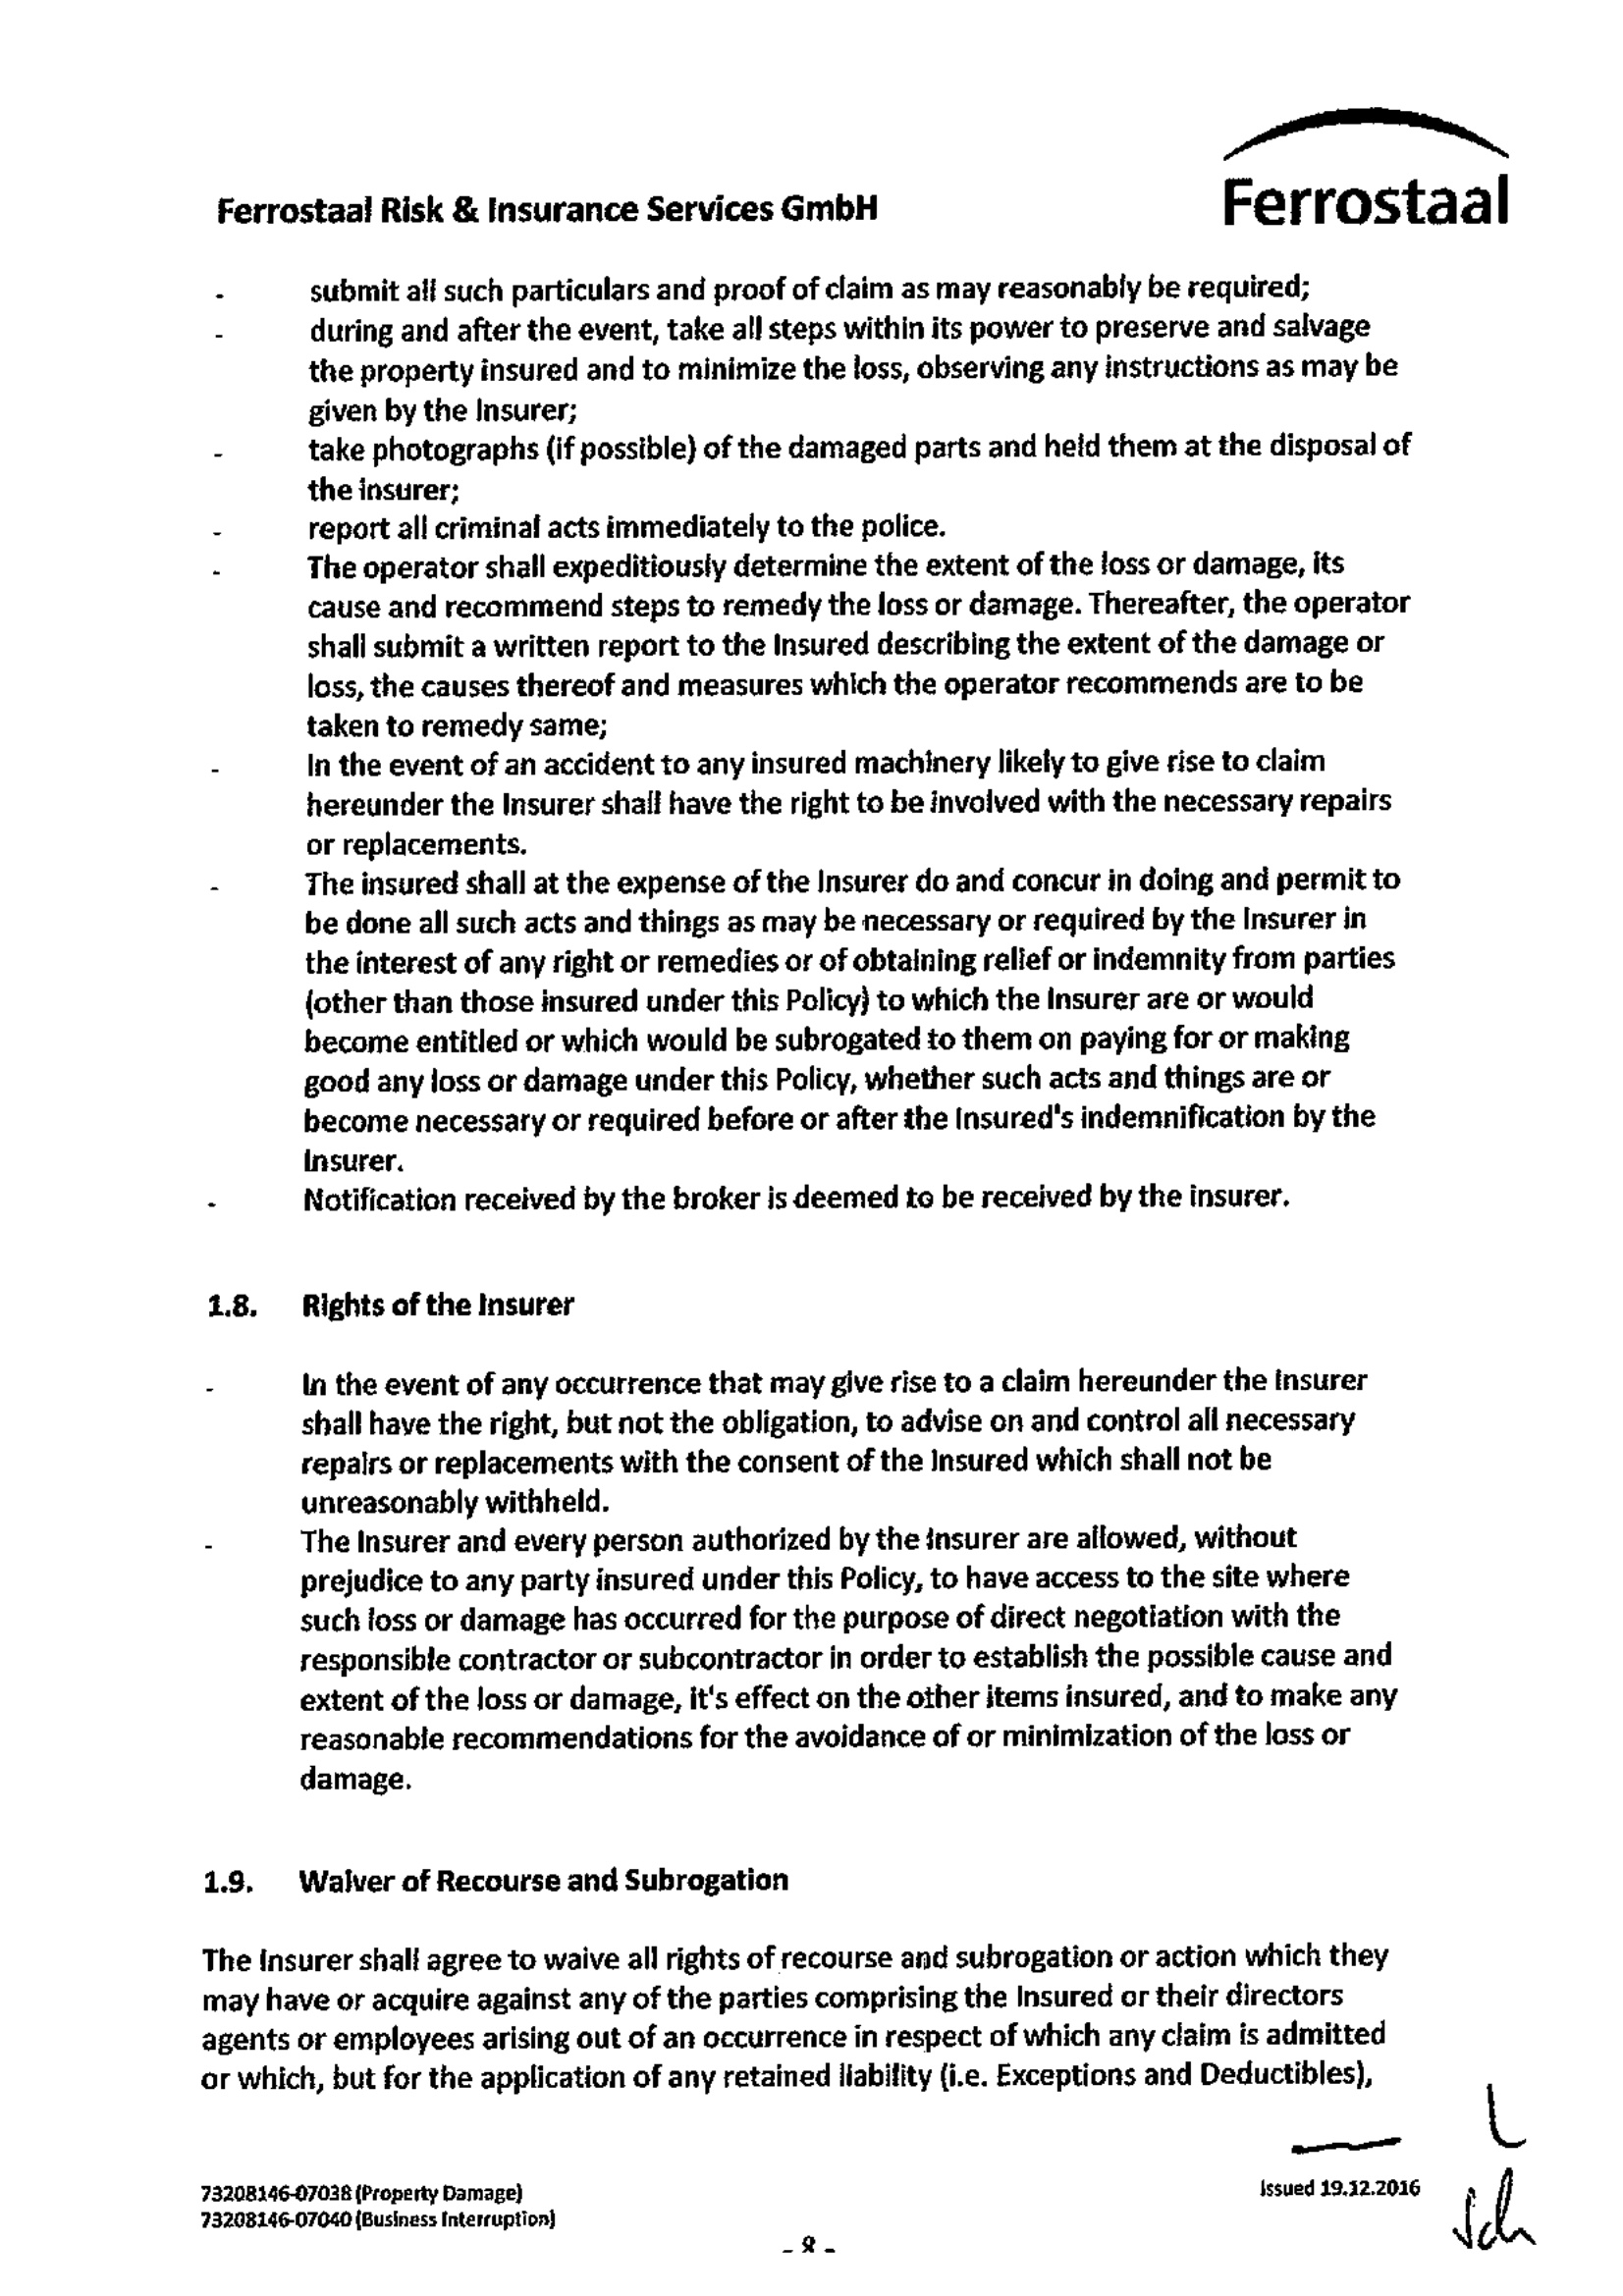 Ferrostaal
Ferrostaal Risk & Insurance Services GmbH
- submit all such particulars and proof of claim as may reasonably be required;
- during and after the event, take all steps within its power to preserve and salvage
the property insured and to minimize the loss, observing any instructions as may be
given by the Insurer;
- take photographs (if possible) of the damaged parts and held them at the disposal of
the insurer;
- report all criminal acts immediately to the police.
- The operator shall expeditiously determine the extent of the loss or damage, its
cause and recommend steps to remedy the loss or damage. Thereafter, the operator
shall submit a written report to the Insured describing the extent of the damage or
loss, the causes thereof and measures which the operator recommends are to be
taken to remedy same;
- In the event of an accident to any insured machinery likely to give rise to claim
hereunder the Insurer shall have the right to be involved with the necessary repairs
or replacements.
- The insured shall at the expense of the Insurer do and concur in doing and permit to
be done all such acts and things as may be necessary or required by the Insurer in
the interest of any right or remedies or of obtaining relief or indemnity from parties
(other than those insured under this Policy) to which the Insurer are or would
become entitled or which would be subrogated to them on paying for or making
good any loss or damage under this Policy, whether such acts and things are or
become necessary or required before or after the Insured's indemnification by the
Insurer.
- Notification received by the broker is deemed to be received by the insurer.
1.8. Rights of the Insurer
- In the event of any occurrence that may give rise to a claim hereunder the Insurer
shall have the right, but not the obligation, to advise on and control all necessary
repairs or replacements with the consent of the Insured which shall not be
unreasonably withheld.
- The Insurer and every person authorized by the Insurer are allowed, without
prejudice to any party insured under this Policy, to have access to the site where
such loss or damage has occurred for the purpose of direct negotiation with the
responsible contractor or subcontractor in order to establish the possible cause and
extent of the loss or damage, it's effect on the other items insured, and to make any
reasonable recommendations for the avoidance of or minimization of the loss or
damage.
1.9. Waiver of Recourse and Subrogation
The Insurer shall agree to waive all rights of recourse and subrogation or action which they
may have or acquire against any of the parties comprising the Insured or their directors
agents or employees arising out of an occurrence in respect of which any claim is admitted
or which, but for the application of any retained liability (i.e. Exceptions and Deductibles),
73208146-07038 (Property Damage)
Issued 19.12.2016
73208146-07040 (Business Interruption)
- 8 -